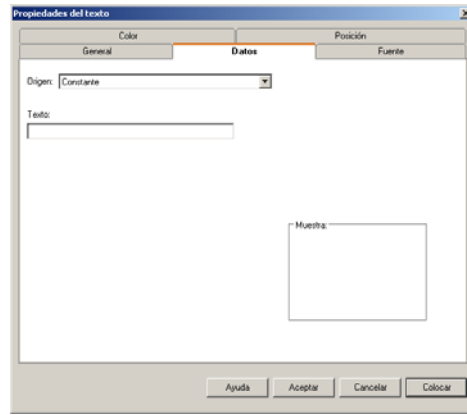 Propiedades del texto
Color Posición
General Datos Fuente
Origen: Constante
Texto:
Muestra:
Ayuda Aceptar Cancelar Colocar